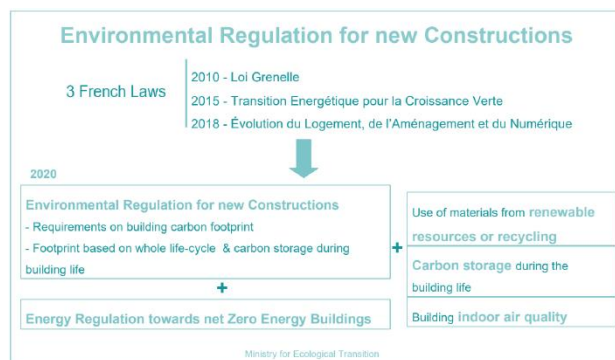 Environmental Regulation for new Constructions
3 French Laws
2010 - Loi Grenelle
2015 - Transition Energétique pour la Croissance Verte
2018 - Évolution du Logement, de l'Aménagement et du Numérique
2020
Environmental Regulation for new Constructions
- Requirements on building carbon footprint
- Footprint based on whole life-cycle & carbon storage during
building life
+
Energy Regulation towards net Zero Energy Buildings
+
Use of materials from renewable
resources or recycling
Carbon storage during the
building life
Building indoor air quality
Ministry for Ecological Transition